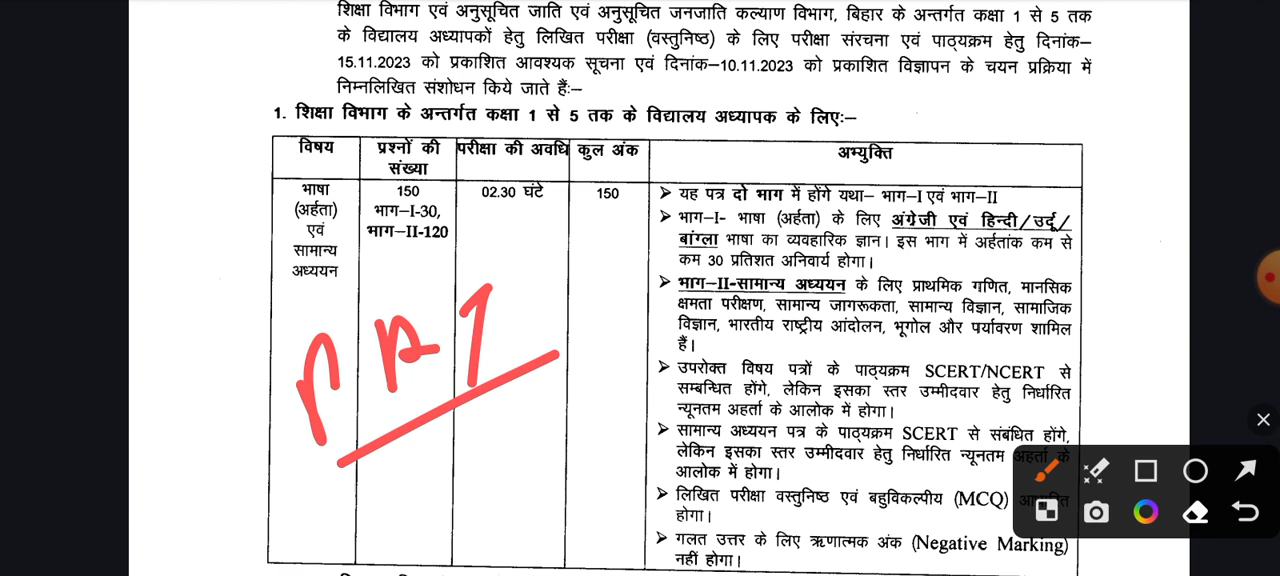 शिक्षा विभाग एवं अनुसूचित जाति एवं अनुसूचित जनजाति कल्याण विभाग, बिहार के अन्तर्गत कक्षा 1 से 5 तक
के विद्यालय अध्यापकों हेतु लिखित परीक्षा (वस्तुनिष्ठ) के लिए परीक्षा संरचना एवं पाठ्यक्रम हेतु दिनांक–
15.11.2023 को प्रकाशित आवश्यक सूचना एवं दिनांक–10.11.2023 को प्रकाशित विज्ञापन के चयन प्रक्रिया में
निम्नलिखित संशोधन किये जाते हैंः–
1. शिक्षा विभाग के अन्तर्गत कक्षा 1 से 5 तक के विद्यालय अध्यापक के लिएः–
विषय
प्रश्नों की
संख्या
परीक्षा की अवधि
कुल अंक
अभ्युक्ति
भाषा
(अर्हता)
एवं
सामान्य
अध्ययन
150
भाग–I-30,
भाग–II-120
02.30 घंटे
150
➢ यह पत्र दो भाग में होंगे यथा– भाग–I एवं भाग–II
➢ भाग–I- भाषा (अर्हता) के लिए अंग्रेजी एवं हिन्दी/उर्दू/
बांग्ला भाषा का व्यवहारिक ज्ञान। इस भाग में अर्हतांक कम से
कम 30 प्रतिशत अनिवार्य होगा।
➢ भाग–II-सामान्य अध्ययन के लिए प्राथमिक गणित, मानसिक
क्षमता परीक्षण, सामान्य जागरूकता, सामान्य विज्ञान, सामाजिक
विज्ञान, भारतीय राष्ट्रीय आंदोलन, भूगोल और पर्यावरण शामिल
हैं।
➢ उपरोक्त विषय पत्रों के पाठ्यक्रम SCERT/NCERT से
सम्बन्धित होंगे, लेकिन इसका स्तर उम्मीदवार हेतु निर्धारित
न्यूनतम अहर्ता के आलोक में होगा।
➢ सामान्य अध्ययन पत्र के पाठ्यक्रम SCERT से संबंधित होंगे,
लेकिन इसका स्तर उम्मीदवार हेतु निर्धारित न्यूनतम अहर्ता के
आलोक में होगा।
➢ लिखित परीक्षा वस्तुनिष्ठ एवं बहुविकल्पीय (MCQ)
होगा।
➢ गलत उत्तर के लिए ऋणात्मक अंक (Negative Marking)
नहीं होगा।